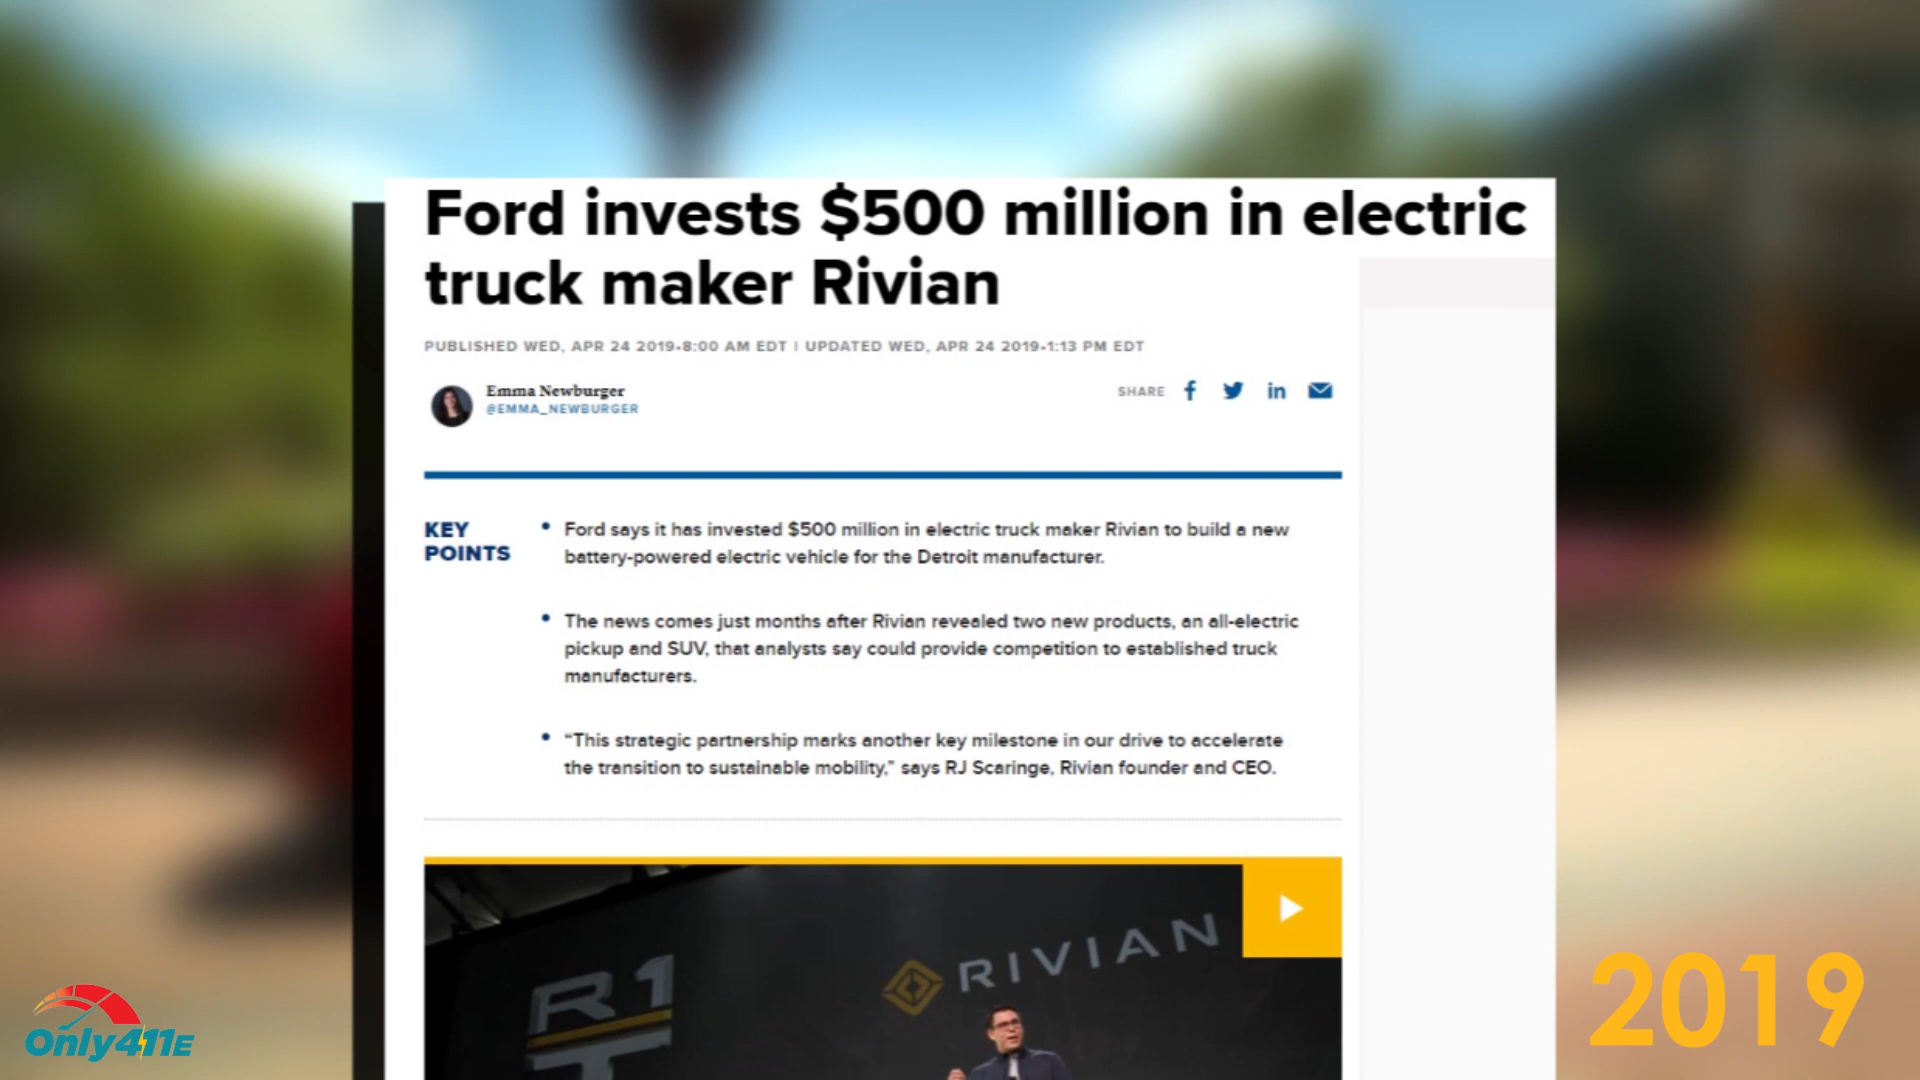 Ford invests $500 million in electric
truck maker Rivian
PUBLISHED WED, APR 24 2019•8:00 AM EDT | UPDATED WED, APR 24 2019•1:13 PM EDT
Emma Newburger
@EMMA_NEWBURGER
SHARE
KEY
POINTS
• Ford says it has invested $500 million in electric truck maker Rivian to build a new
battery-powered electric vehicle for the Detroit manufacturer.
• The news comes just months after Rivian revealed two new products, an all-electric
pickup and SUV, that analysts say could provide competition to established truck
manufacturers.
• “This strategic partnership marks another key milestone in our drive to accelerate
the transition to sustainable mobility,” says RJ Scaringe, Rivian founder and CEO.
RIVIAN
R1
T
Only411E
2019